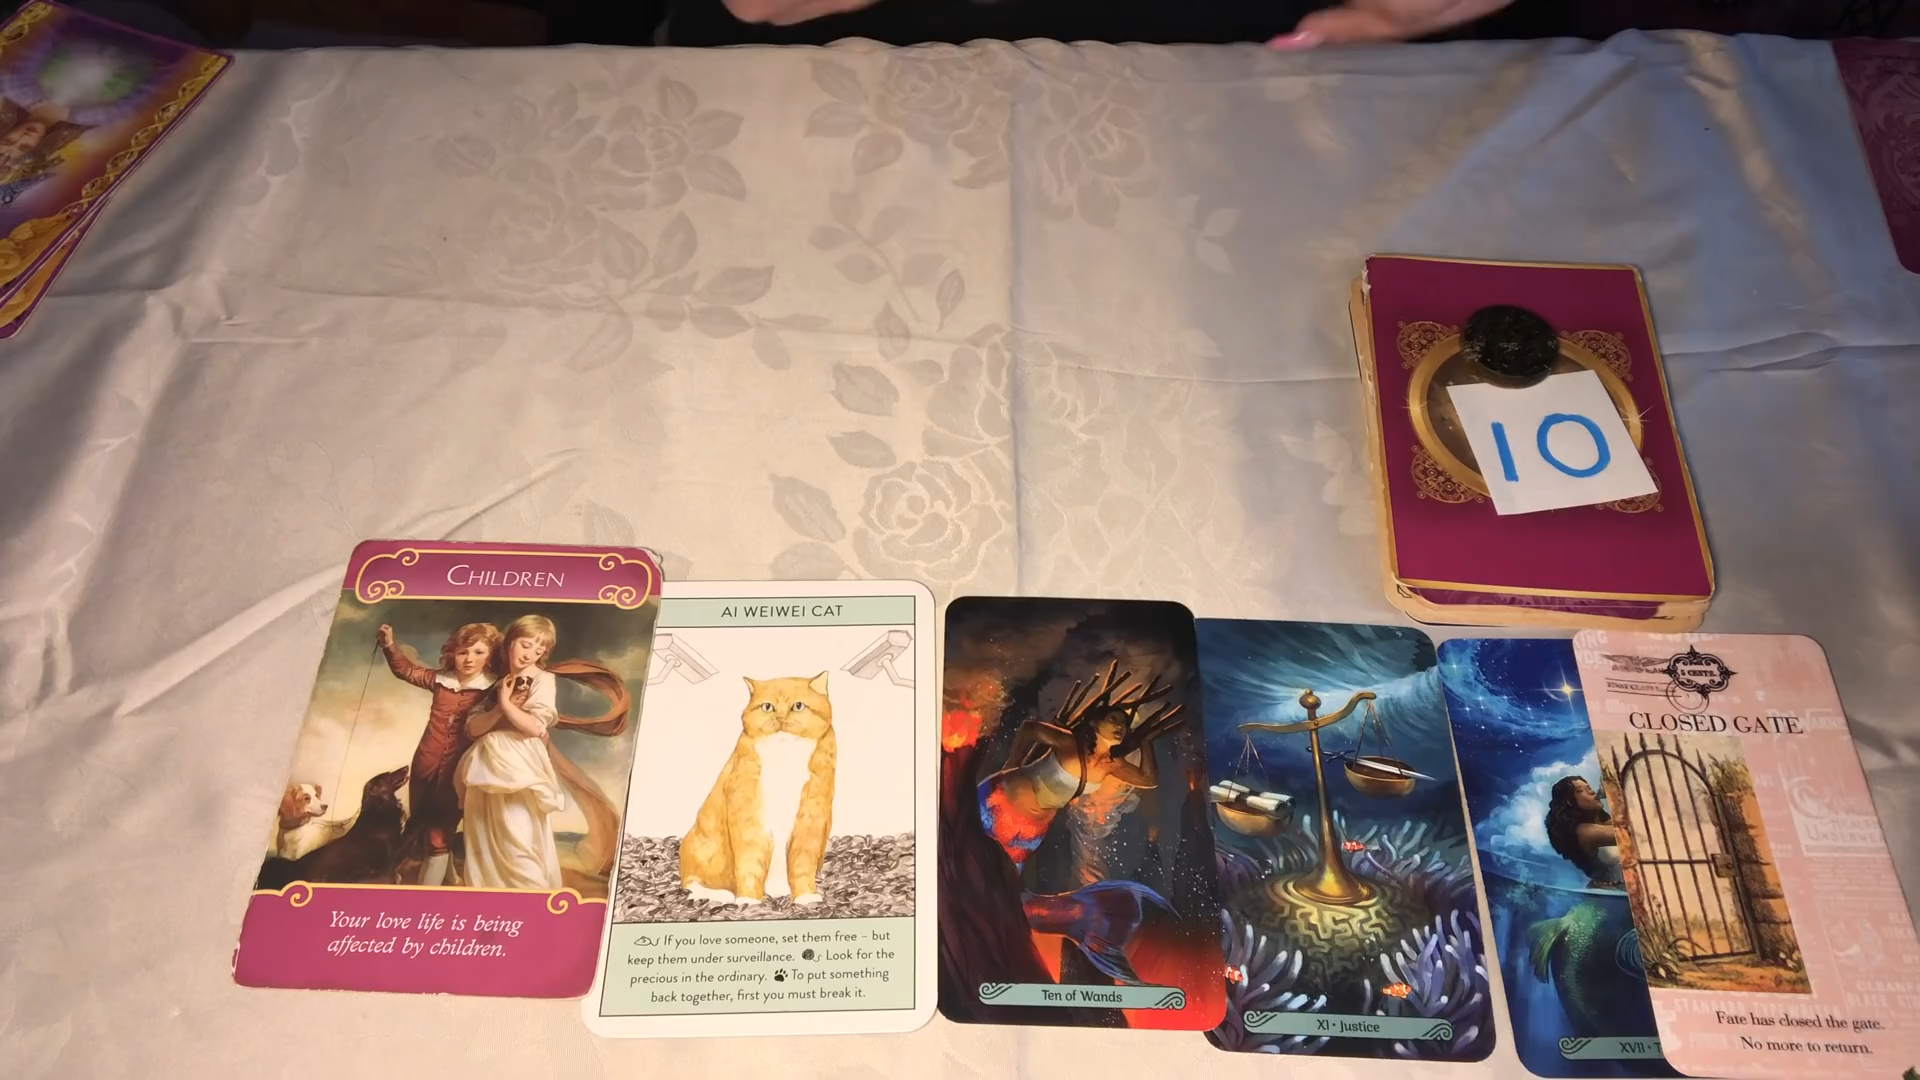 10
CHILDREN
Your love life is being
affected by children.
AI WEIWEI CAT
If you love someone, set them free – but
keep them under surveillance. Look for the
precious in the ordinary. To put something
back together, first you must break it.
Ten of Wands
XI • Justice
XVII • T
5 CENTS.
CLOSED GATE
Fate has closed the gate.
No more to return.